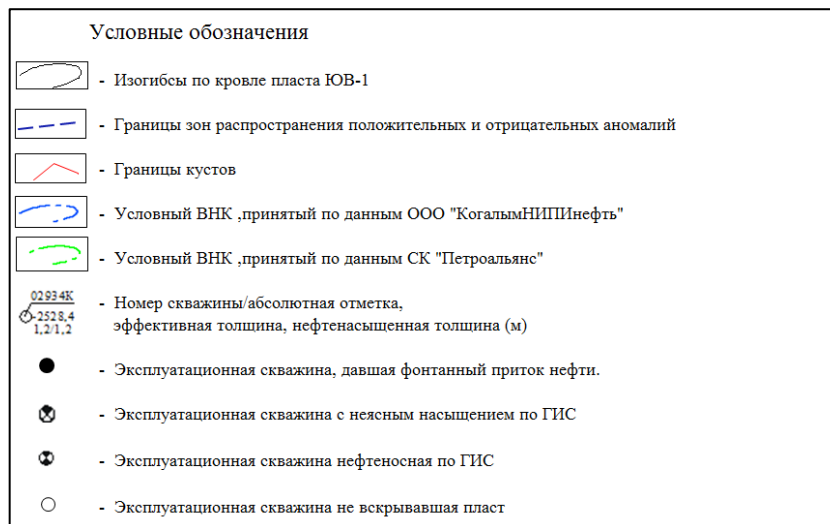 Условные обозначения
- Изогибсы по кровле пласта ЮВ-1
- Границы зон распространения положительных и отрицательных аномалий
- Границы кустов
- Условный ВНК ,принятый по данным ООО "КогалымНИПИнефть"
- Условный ВНК ,принятый по данным СК "Петроальянс"
02934К
-2528,4
1,2/1,2
- Номер скважины/абсолютная отметка,
эффективная толщина, нефтенасыщенная толщина (м)
- Эксплуатационная скважина, давшая фонтанный приток нефти.
- Эксплуатационная скважина с неясным насыщением по ГИС
- Эксплуатационная скважина нефтеносная по ГИС
- Эксплуатационная скважина не вскрывавшая пласт